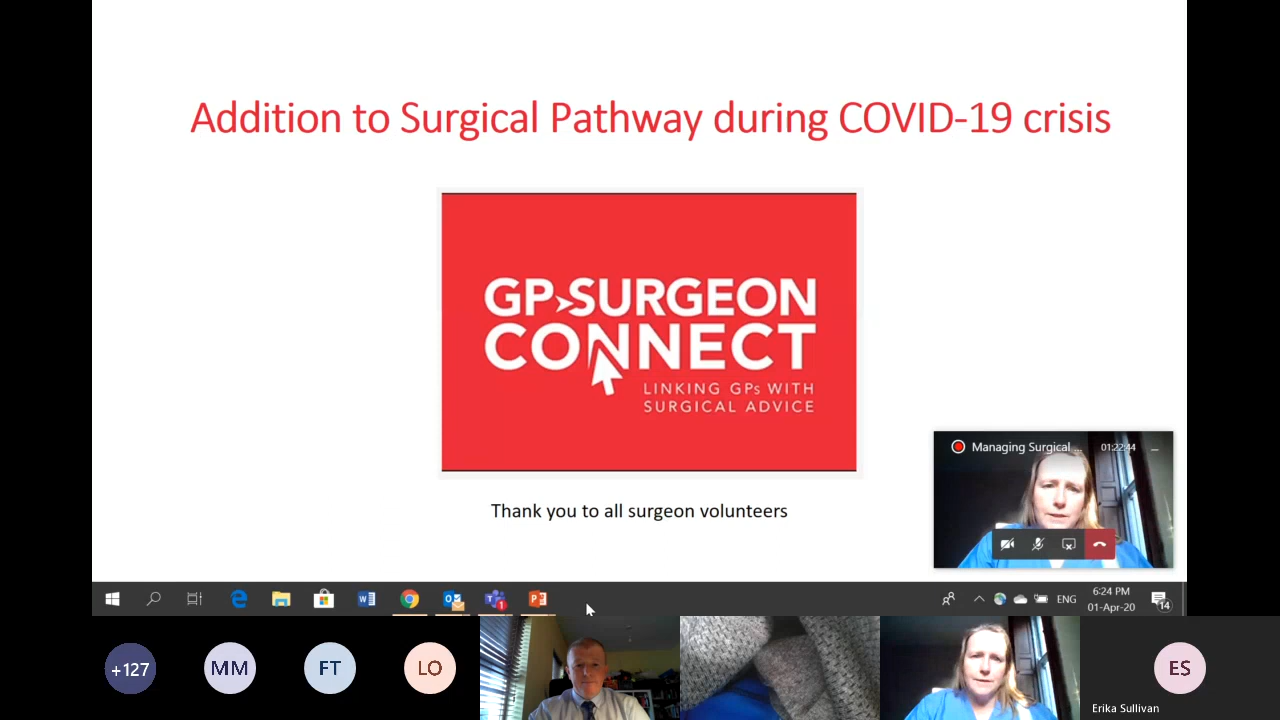 Addition to Surgical Pathway during COVID-19 crisis
GP➤SURGEON
CONNECT
LINKING GPs WITH
SURGICAL ADVICE
Managing Surgical ...
01:22:44
Thank you to all surgeon volunteers
ENG
6:24 PM
01-Apr-20
14
1
+127
MM
FT
LO
ES
Erika Sullivan